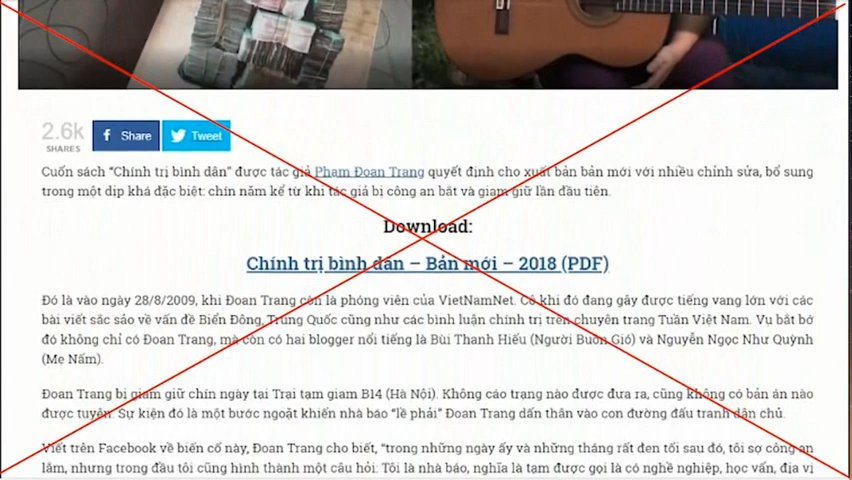 2.6k
SHARES
Share
Tweet
Cuốn sách “Chính trị bình dân” được tác giả Phạm Đoan Trang quyết định cho xuất bản bản mới với nhiều chỉnh sửa, bổ sung
trong một dịp khá đặc biệt: chín năm kể từ khi tác giả bị công an bắt và giam giữ lần đầu tiên.
Download:
Chính trị bình dân – Bản mới – 2018 (PDF)
Đó là vào ngày 28/8/2009, khi Đoan Trang còn là phóng viên của VietNamNet. Cô khi đó đang gây được tiếng vang lớn với các
bài viết sắc sảo về vấn đề Biển Đông, Trung Quốc cũng như các bình luận chính trị trên chuyên trang Tuần Việt Nam. Vụ bắt bớ
đó không chỉ có Đoan Trang, mà còn có hai blogger nổi tiếng là Bùi Thanh Hiếu (Người Buôn Gió) và Nguyễn Ngọc Như Quỳnh
(Mẹ Nấm).
Đoan Trang bị giam giữ chín ngày tại Trại tạm giam B14 (Hà Nội). Không cáo trạng nào được đưa ra, cũng không có bản án nào
được tuyên. Sự kiện đó là một bước ngoặt khiến nhà báo “lề phải” Đoan Trang dấn thân vào con đường đấu tranh dân chủ.
Viết trên Facebook về biến cố này, Đoan Trang cho biết, “trong những ngày ấy và những tháng rất đen tối sau đó, tôi sợ công an
lắm, nhưng trong đầu tôi cũng hình thành một câu hỏi: Tôi là nhà báo, nghĩa là tạm được gọi là có nghề nghiệp, học vấn, địa vị